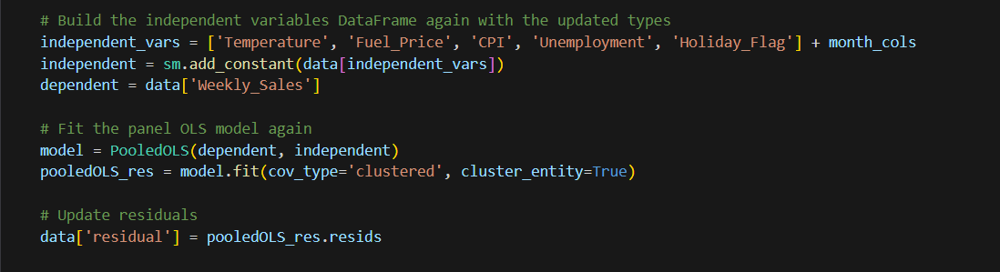 # Build the independent variables DataFrame again with the updated types
independent_vars = ['Temperature', 'Fuel_Price', 'CPI', 'Unemployment', 'Holiday_Flag'] + month_cols
independent = sm.add_constant(data[independent_vars])
dependent = data['Weekly_Sales']
# Fit the panel OLS model again
model = PooledOLS(dependent, independent)
pooledOLS_res = model.fit(cov_type='clustered', cluster_entity=True)
# Update residuals
data['residual'] = pooledOLS_res.resids